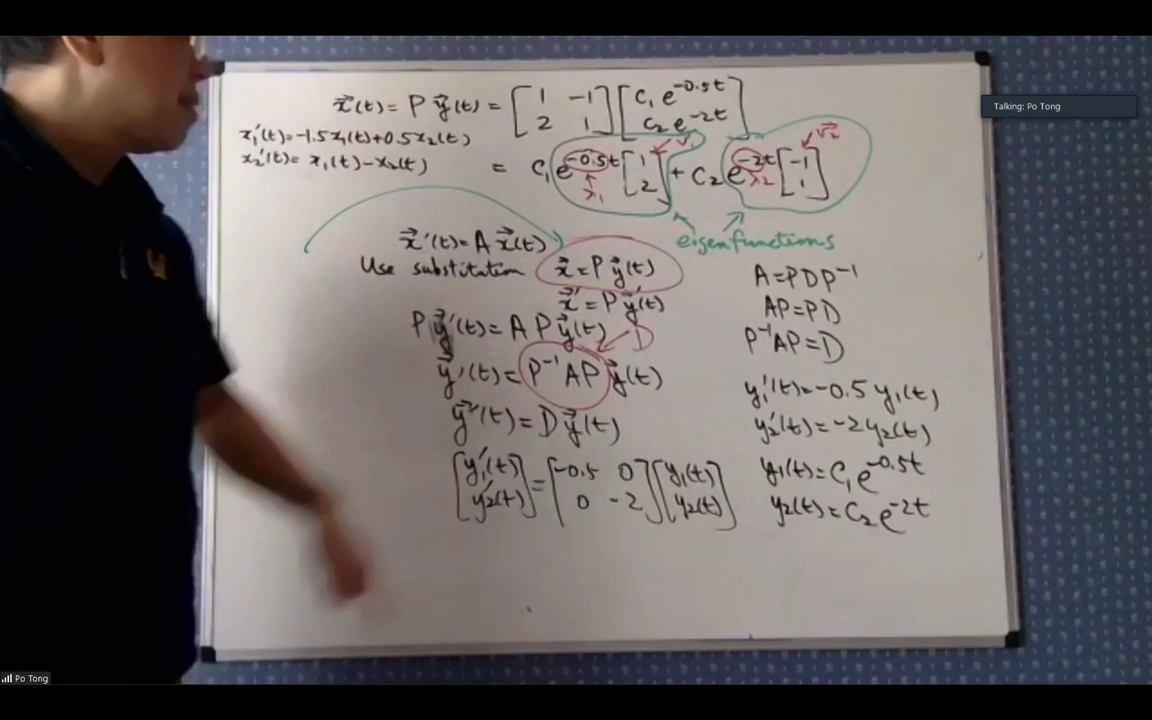 Talking: Po Tong
x⃗(t) = P y⃗(t) = [1 -1; 2 1] [c₁e^{-0.5t}; c₂e^{-2t}]
x₁'(t) = -1.5x₁(t) + 0.5x₂(t)
x₂'(t) = x₁(t) - x₂(t)
= c₁e^{-0.5t} [1; 2] + c₂e^{-2t} [-1; 1]
v⃗₁
v⃗₂
λ₁
λ₂
eigenfunctions
x⃗'(t) = A x⃗(t)
Use substitution x⃗ = P y⃗(t)
x⃗' = P y⃗'(t)
P y⃗'(t) = A P y⃗(t)
D
y⃗'(t) = P⁻¹AP y⃗(t)
y⃗'(t) = D y⃗(t)
[y₁'(t); y₂'(t)] = [-0.5 0; 0 -2] [y₁(t); y₂(t)]
A = PDP⁻¹
AP = PD
P⁻¹AP = D
y₁'(t) = -0.5 y₁(t)
y₂'(t) = -2y₂(t)
y₁(t) = c₁e^{-0.5t}
y₂(t) = c₂e^{-2t}
Po Tong